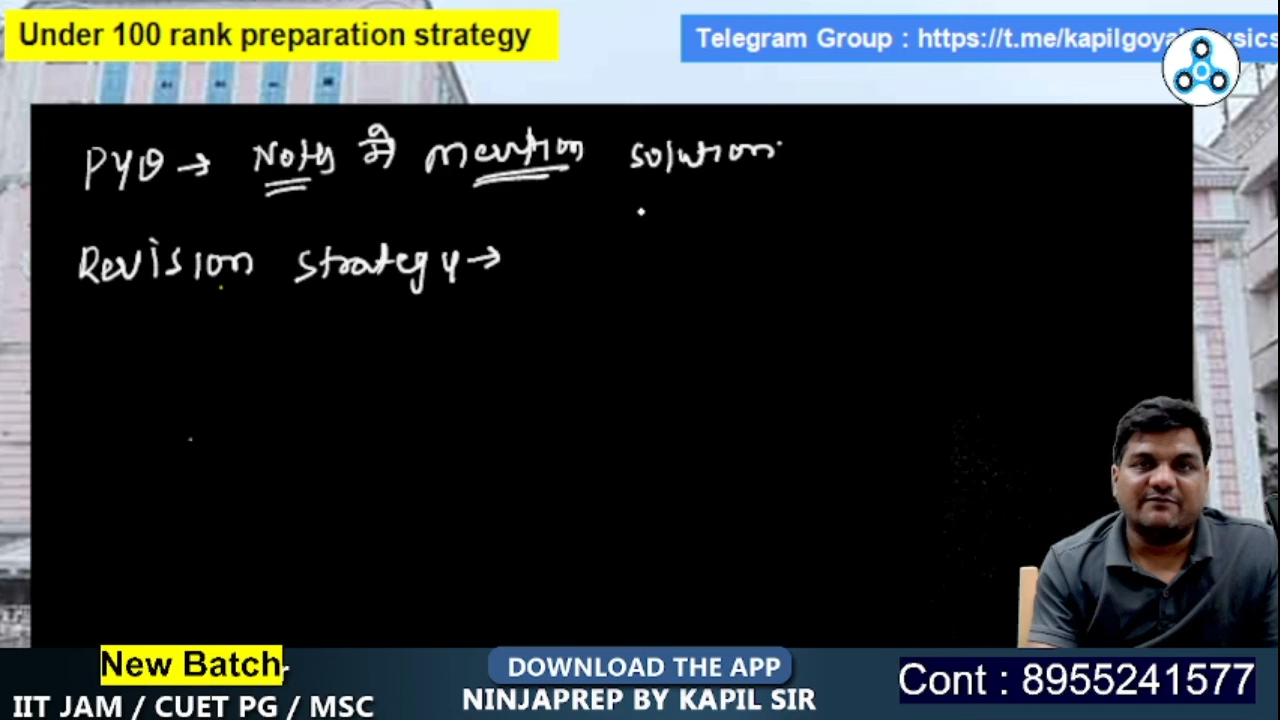 Under 100 rank preparation strategy
Telegram Group : https://t.me/kapilgoyalphysics
PYQ → Notes में mention solution
Revision strategy →
New Batch
IIT JAM / CUET PG / MSC
DOWNLOAD THE APP
NINJAPREP BY KAPIL SIR
Cont : 8955241577